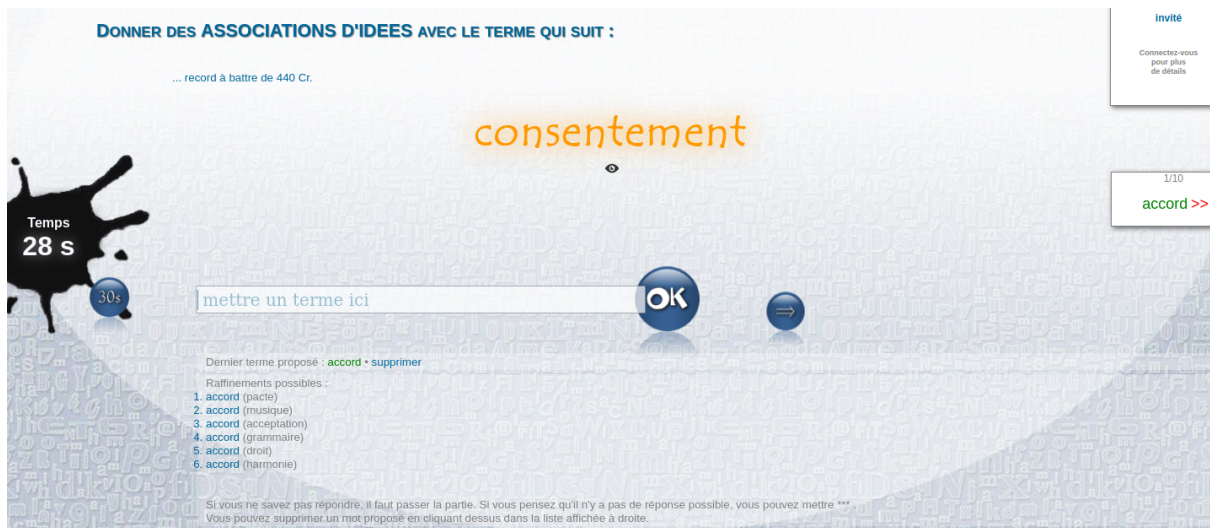 Donner des ASSOCIATIONS D'IDEES avec le terme qui suit :
invité
Connectez-vous
pour plus
de détails
... record à battre de 440 Cr.
consentement
1/10
accord >>
Temps
28 s
30s
mettre un terme ici
OK
Dernier terme proposé : accord • supprimer
Raffinements possibles :
1. accord (pacte)
2. accord (musique)
3. accord (acceptation)
4. accord (grammaire)
5. accord (droit)
6. accord (harmonie)
Si vous ne savez pas répondre, il faut passer la partie. Si vous pensez qu'il n'y a pas de réponse possible, vous pouvez mettre ***.
Vous pouvez supprimer un mot proposé en cliquant dessus dans la liste affichée à droite.